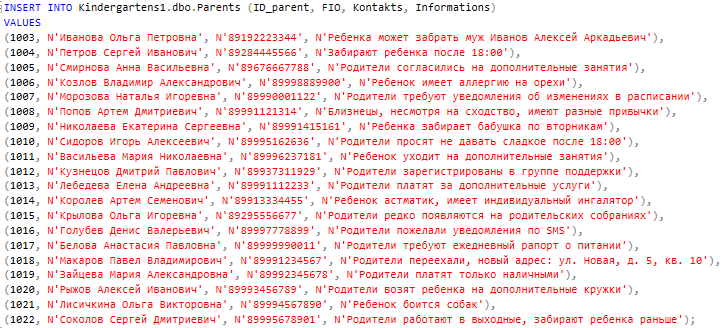 INSERT INTO Kindergartens1.dbo.Parents (ID_parent, FIO, Kontakts, Informations)
VALUES
(1003, N'Иванова Ольга Петровна', N'89192223344', N'Ребенка может забрать муж Иванов Алексей Аркадьевич'),
(1004, N'Петров Сергей Иванович', N'89284445566', N'Забирают ребенка после 18:00'),
(1005, N'Смирнова Анна Васильевна', N'89676667788', N'Родители согласились на дополнительные занятия'),
(1006, N'Козлов Владимир Александрович', N'89998889900', N'Ребенок имеет аллергию на орехи'),
(1007, N'Морозова Наталья Игоревна', N'89990001122', N'Родители требуют уведомления об изменениях в расписании'),
(1008, N'Попов Артем Дмитриевич', N'89991121314', N'Близнецы, несмотря на сходство, имеют разные привычки'),
(1009, N'Николаева Екатерина Сергеевна', N'89991415161', N'Ребенка забирает бабушка по вторникам'),
(1010, N'Сидоров Игорь Алексеевич', N'89995162636', N'Родители просят не давать сладкое после 18:00'),
(1011, N'Васильева Мария Николаевна', N'89996237181', N'Ребенок уходит на дополнительные занятия'),
(1012, N'Кузнецов Дмитрий Павлович', N'89937311929', N'Родители зарегистрированы в группе поддержки'),
(1013, N'Лебедева Елена Андреевна', N'89991112233', N'Родители платят за дополнительные услуги'),
(1014, N'Королев Артем Семенович', N'89913334455', N'Ребенок астматик, имеет индивидуальный ингалятор'),
(1015, N'Крылова Ольга Игоревна', N'89295556677', N'Родители редко появляются на родительских собраниях'),
(1016, N'Голубев Денис Валерьевич', N'89997778899', N'Родители пожелали уведомления по SMS'),
(1017, N'Белова Анастасия Павловна', N'89999990011', N'Родители требуют ежедневный рапорт о питании'),
(1018, N'Макаров Павел Владимирович', N'89991234567', N'Родители переехали, новый адрес: ул. Новая, д. 5, кв. 10'),
(1019, N'Зайцева Мария Александровна', N'89992345678', N'Родители платят только наличными'),
(1020, N'Рыжов Алексей Иванович', N'89993456789', N'Родители возят ребенка на дополнительные кружки'),
(1021, N'Лисичкина Ольга Викторовна', N'89994567890', N'Ребенок боится собак'),
(1022, N'Соколов Сергей Дмитриевич', N'89995678901', N'Родители работают в выходные, забирают ребенка раньше');